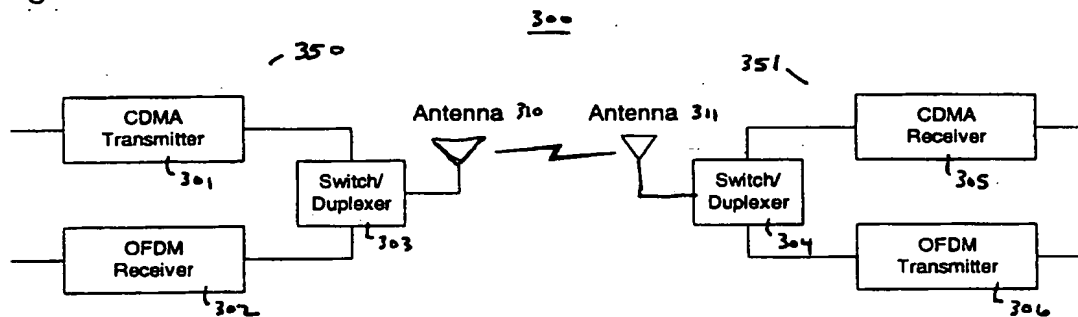 300
350
351
CDMA
Transmitter
301
Antenna 310
Antenna 311
CDMA
Receiver
305
Switch/
Duplexer
303
Switch/
Duplexer
304
OFDM
Receiver
302
OFDM
Transmitter
306